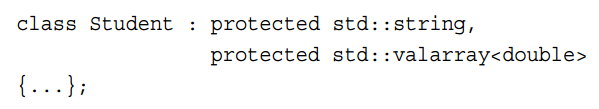 class Student : protected std::string,
                protected std::valarray<double>
{...};